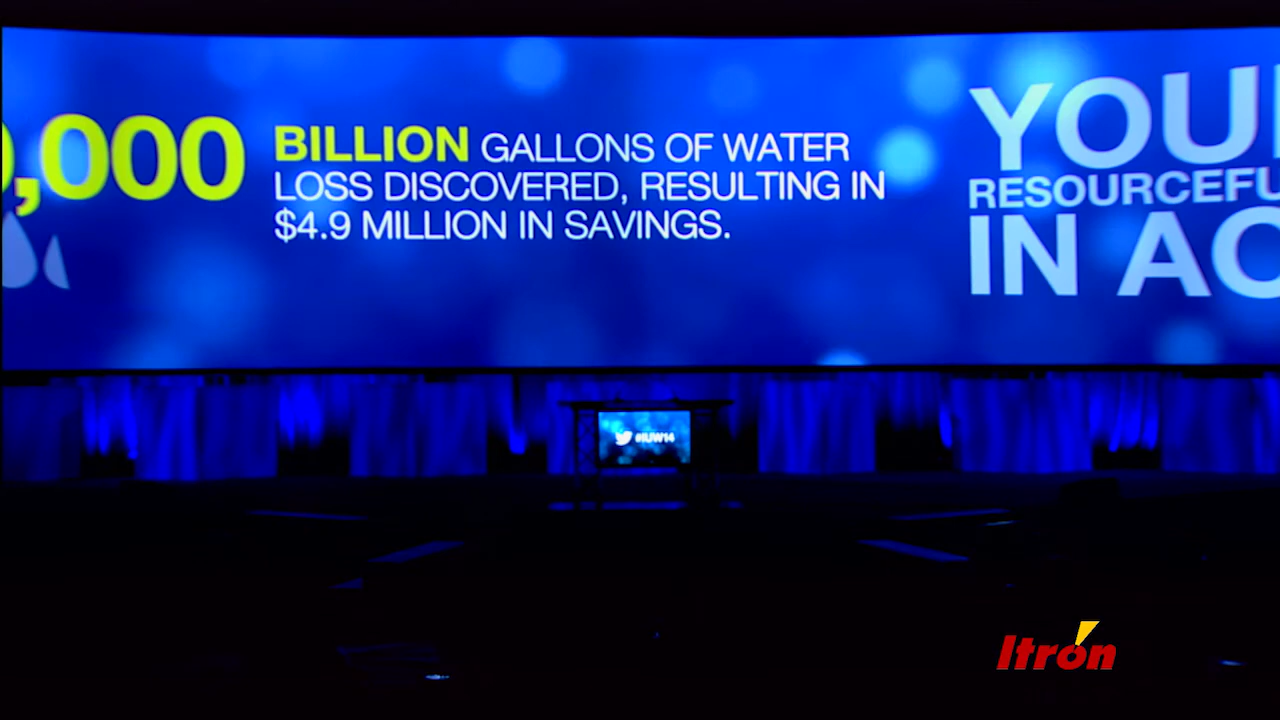 ,000
BILLION GALLONS OF WATER
LOSS DISCOVERED, RESULTING IN
$4.9 MILLION IN SAVINGS.
YOU
RESOURCEFU
IN AC
#IUW14
Itron